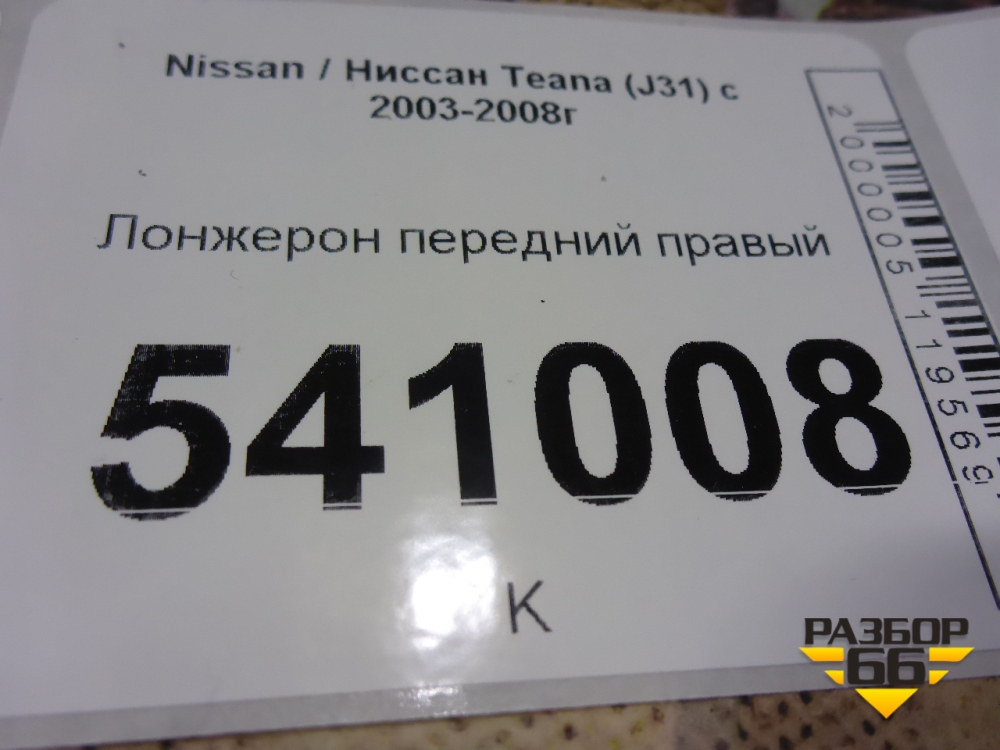 Nissan / Ниссан Teana (J31) с
2003-2008г
Лонжерон передний правый
541008
К
2000005119569
РАЗБОР
66